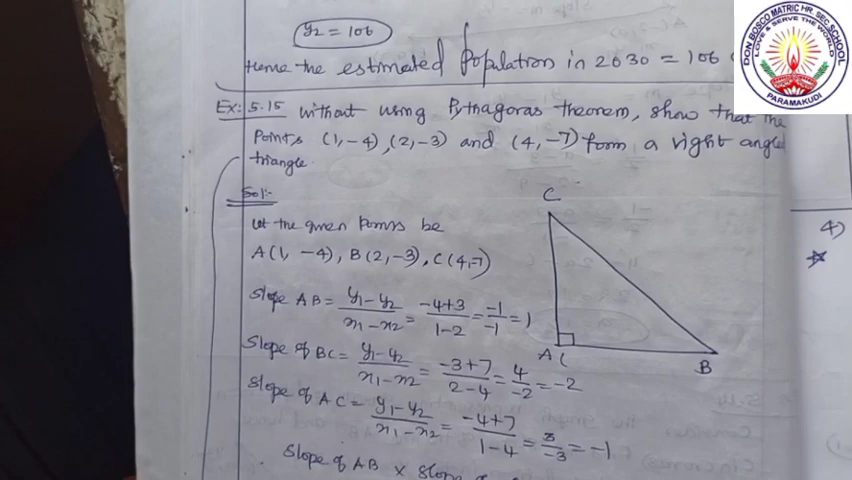 y2 = 106
Hence the estimated population in 2030 = 106
Ex: 5.15 without using Pythagoras theorem, show that the
Points (1, -4), (2, -3) and (4, -7) form a right angled
triangle.
Sol:-
Let the given Points be
A(1, -4), B(2, -3), C(4, -7)
Slope AB = y1-y2/x1-x2 = -4+3/1-2 = -1/-1 = 1
Slope of BC = y1-y2/x1-x2 = -3+7/2-4 = 4/-2 = -2
Slope of AC = y1-y2/x1-x2 = -4+7/1-4 = 3/-3 = -1
Slope of AB x Slope of
C
A
B
4)
DON BOSCO MATRIC HR. SEC SCHOOL
LOVE & SERVE THE WORLD
PARAMAKUDI